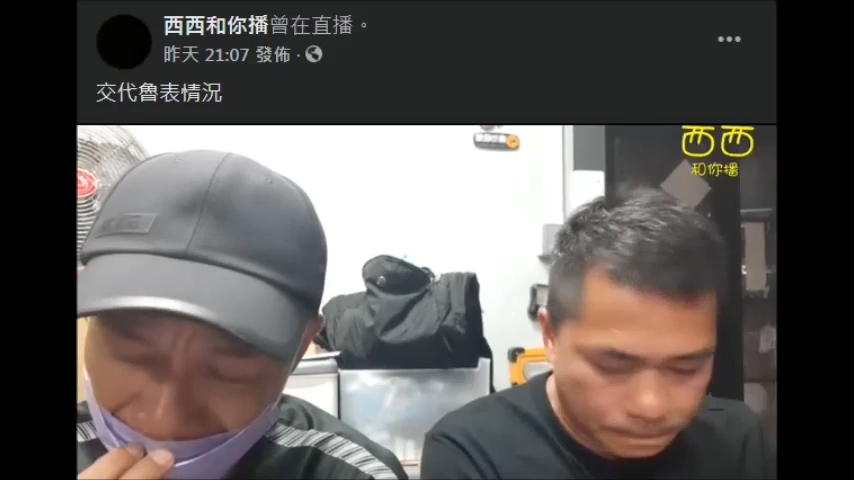 西西和你播曾在直播。
昨天 21:07 發佈 ·
交代魯表情況
西西
和你播